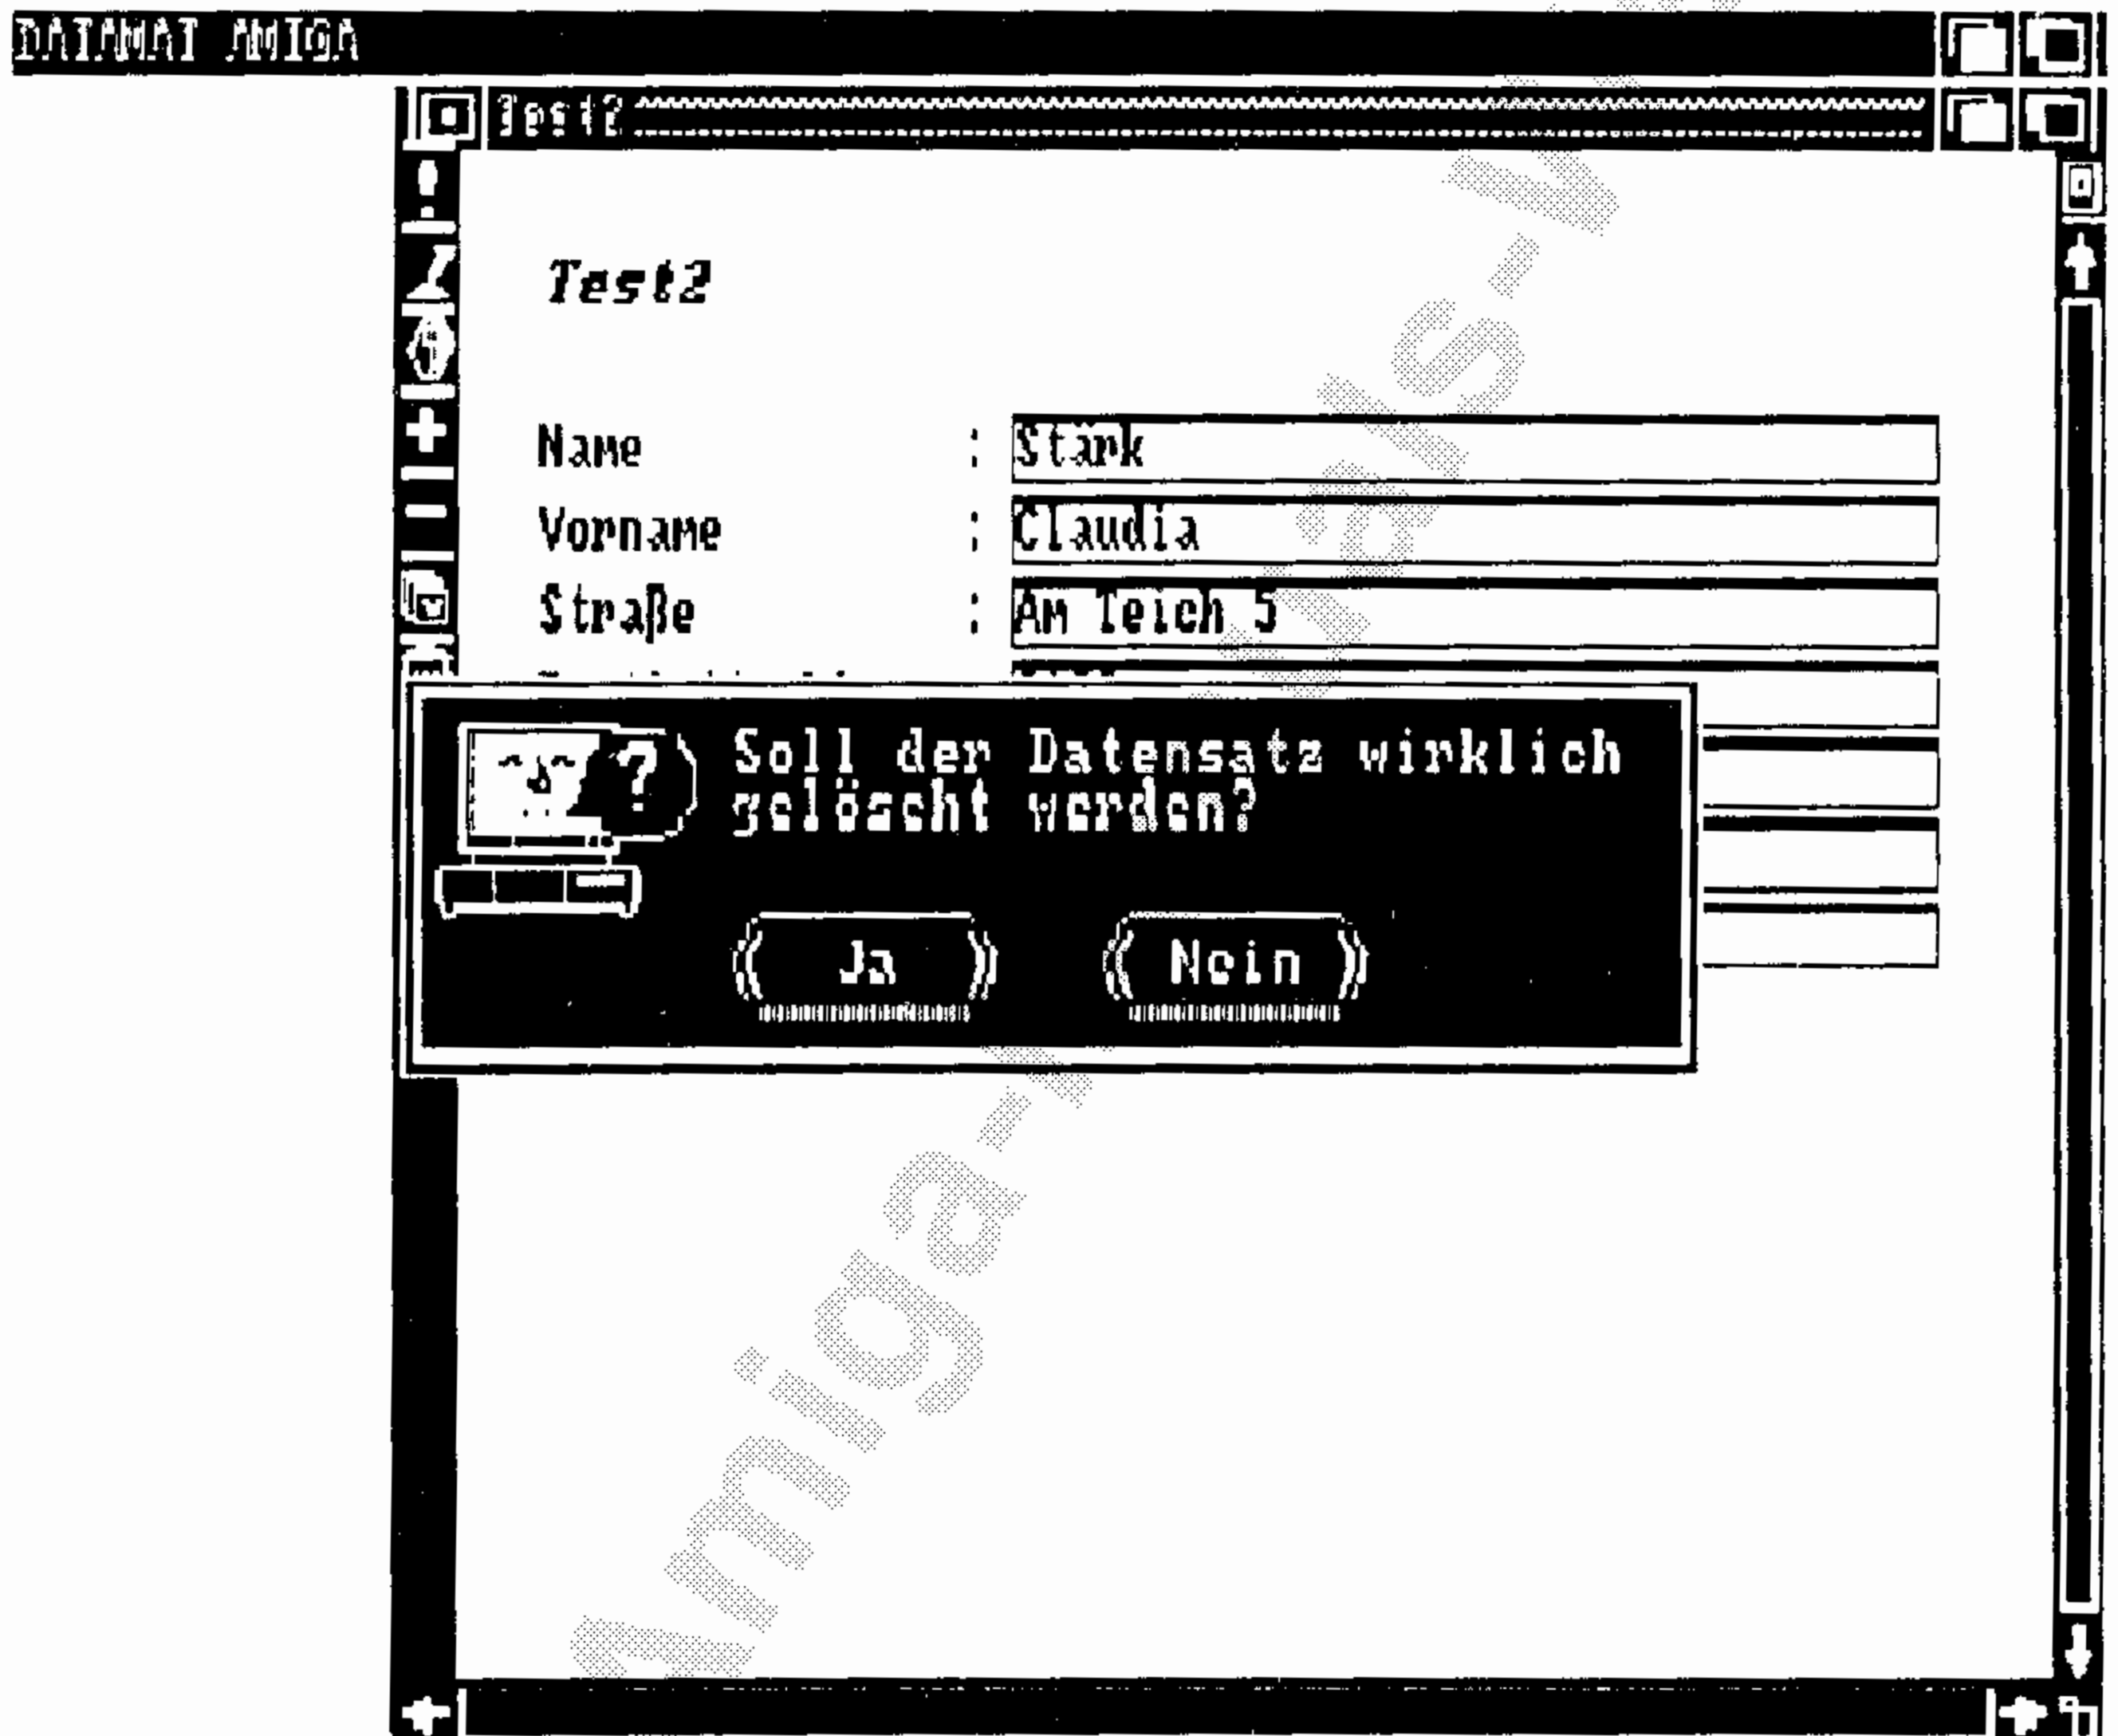 DATAMAT AMIGA
Test2
Test2
Name : Stark
Vorname : Claudia
Straße : Am Teich 5
? Soll der Datensatz wirklich
gelöscht werden?
Ja Nein